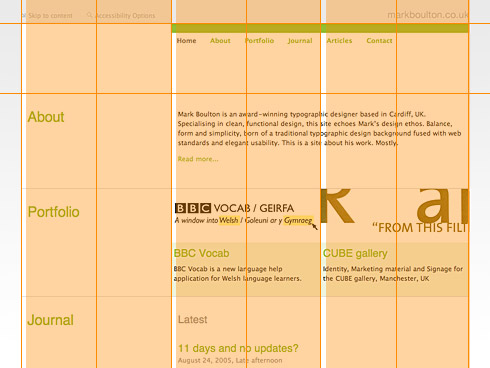 Skip to content
Accessibility Options
markboulton.co.uk
Home About Portfolio Journal Articles Contact
About
Mark Boulton is an award-winning typographic designer based in Cardiff, UK.
Specialising in clean, functional design, this site echoes Mark's design ethos. Balance,
form and simplicity, born of a traditional typographic design background fused with web
standards and elegant usability. This is a site about his work. Mostly.
Read more...
Portfolio
BBC VOCAB / GEIRFA
A window into Welsh / Goleuni ar y Gymraeg
R ar
“FROM THIS FILT
BBC Vocab
BBC Vocab is a new language help
application for Welsh language learners.
CUBE gallery
Identity, Marketing material and Signage for
the CUBE gallery, Manchester, UK
Journal
Latest
11 days and no updates?
August 24, 2005, Late afternoon